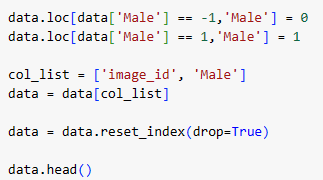 data.loc[data['Male'] == -1,'Male'] = 0
data.loc[data['Male'] == 1,'Male'] = 1
col_list = ['image_id', 'Male']
data = data[col_list]
data = data.reset_index(drop=True)
data.head()